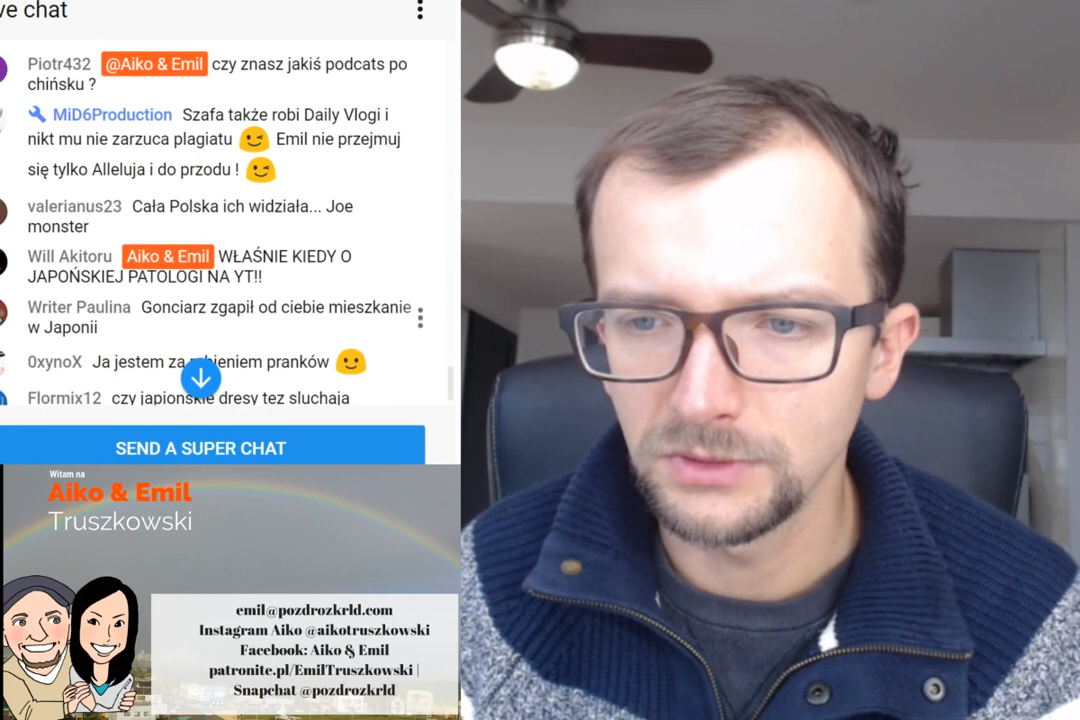 ve chat
Piotr432 @Aiko & Emil czy znasz jakiś podcats po
chińsku ?
MiD6Production Szafa także robi Daily Vlogi i
nikt mu nie zarzuca plagiatu 😉 Emil nie przejmuj
się tylko Alleluja i do przodu ! 😉
valerianus23 Cała Polska ich widziała... Joe
monster
Will Akitoru Aiko & Emil WŁAŚNIE KIEDY O
JAPOŃSKIEJ PATOLOGI NA YT!!
Writer Paulina Gonciarz zgapił od ciebie mieszkanie
w Japonii
0xynoX Ja jestem za pranków 🙂
Flormix12 czy japionskie dresy tez sluchaja
SEND A SUPER CHAT
Witam na
Aiko & Emil
Truszkowski
emil@pozdrozkrld.com
Instagram Aiko @aikotruszkowski
Facebook: Aiko & Emil
patronite.pl/EmilTruszkowski |
Snapchat @pozdrozkrld